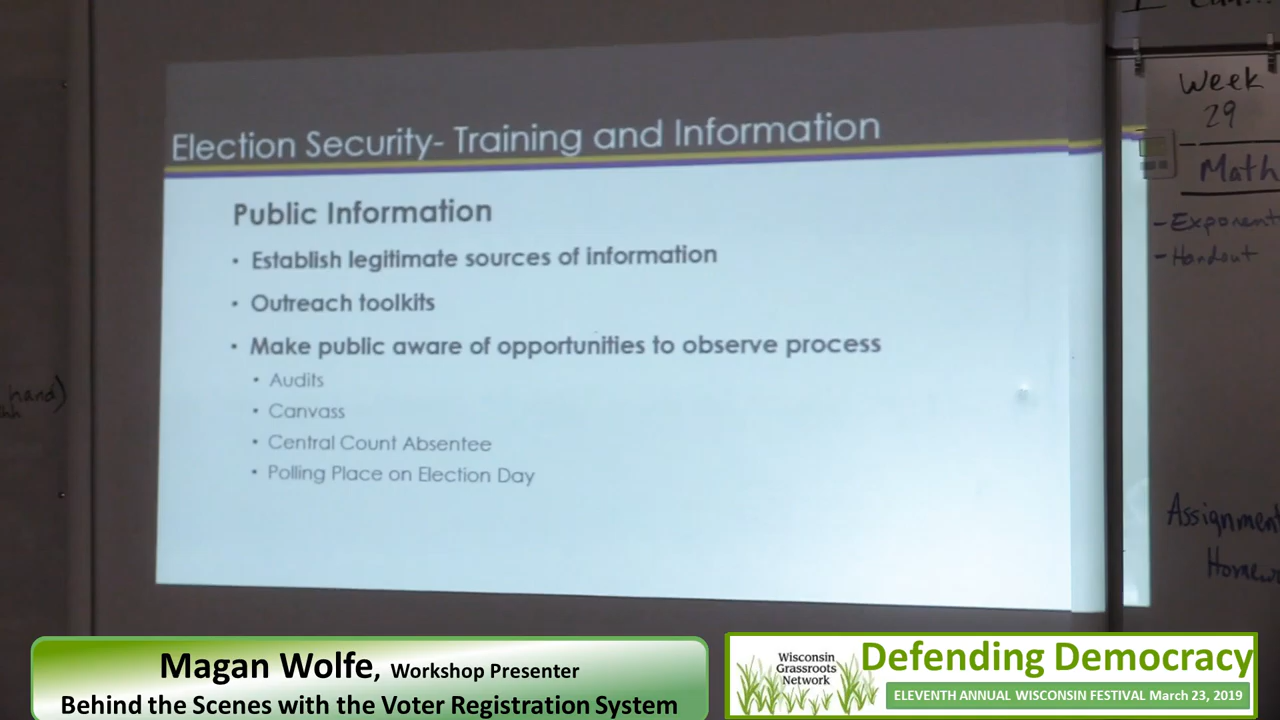 Election Security- Training and Information
Public Information
• Establish legitimate sources of information
• Outreach toolkits
• Make public aware of opportunities to observe process
• Audits
• Canvass
• Central Count Absentee
• Polling Place on Election Day
Week
29
Math
- Exponent
- Handout
Assignment
Homew
hand)
Magan Wolfe, Workshop Presenter
Behind the Scenes with the Voter Registration System
Wisconsin
Grassroots
Network
Defending Democracy
ELEVENTH ANNUAL WISCONSIN FESTIVAL March 23, 2019